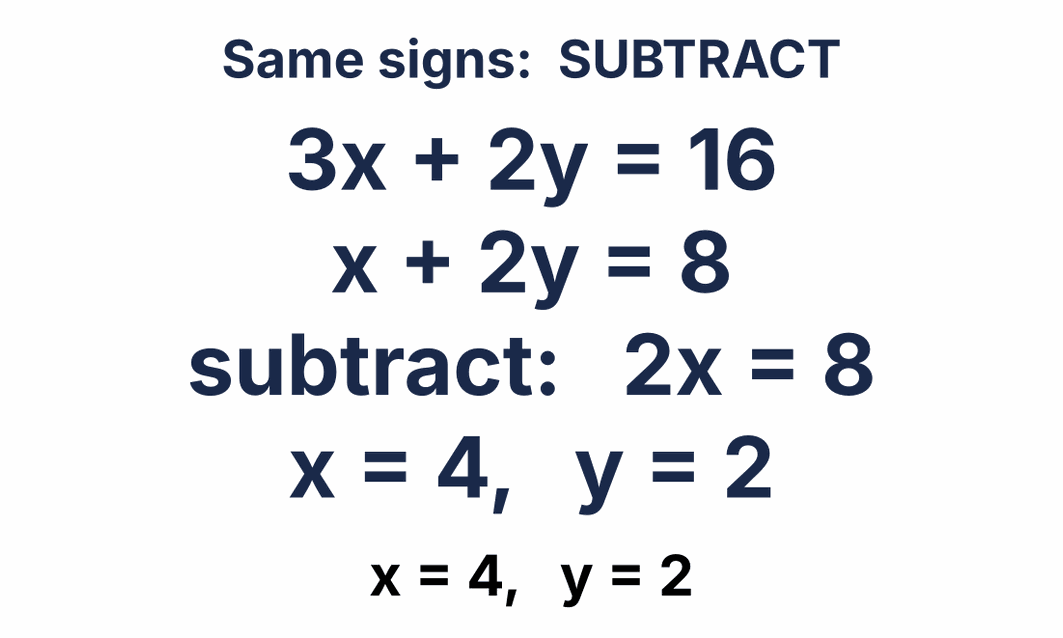 Same signs: SUBTRACT
3x + 2y = 16
x + 2y = 8
subtract: 2x = 8
x = 4, y = 2
x = 4, y = 2